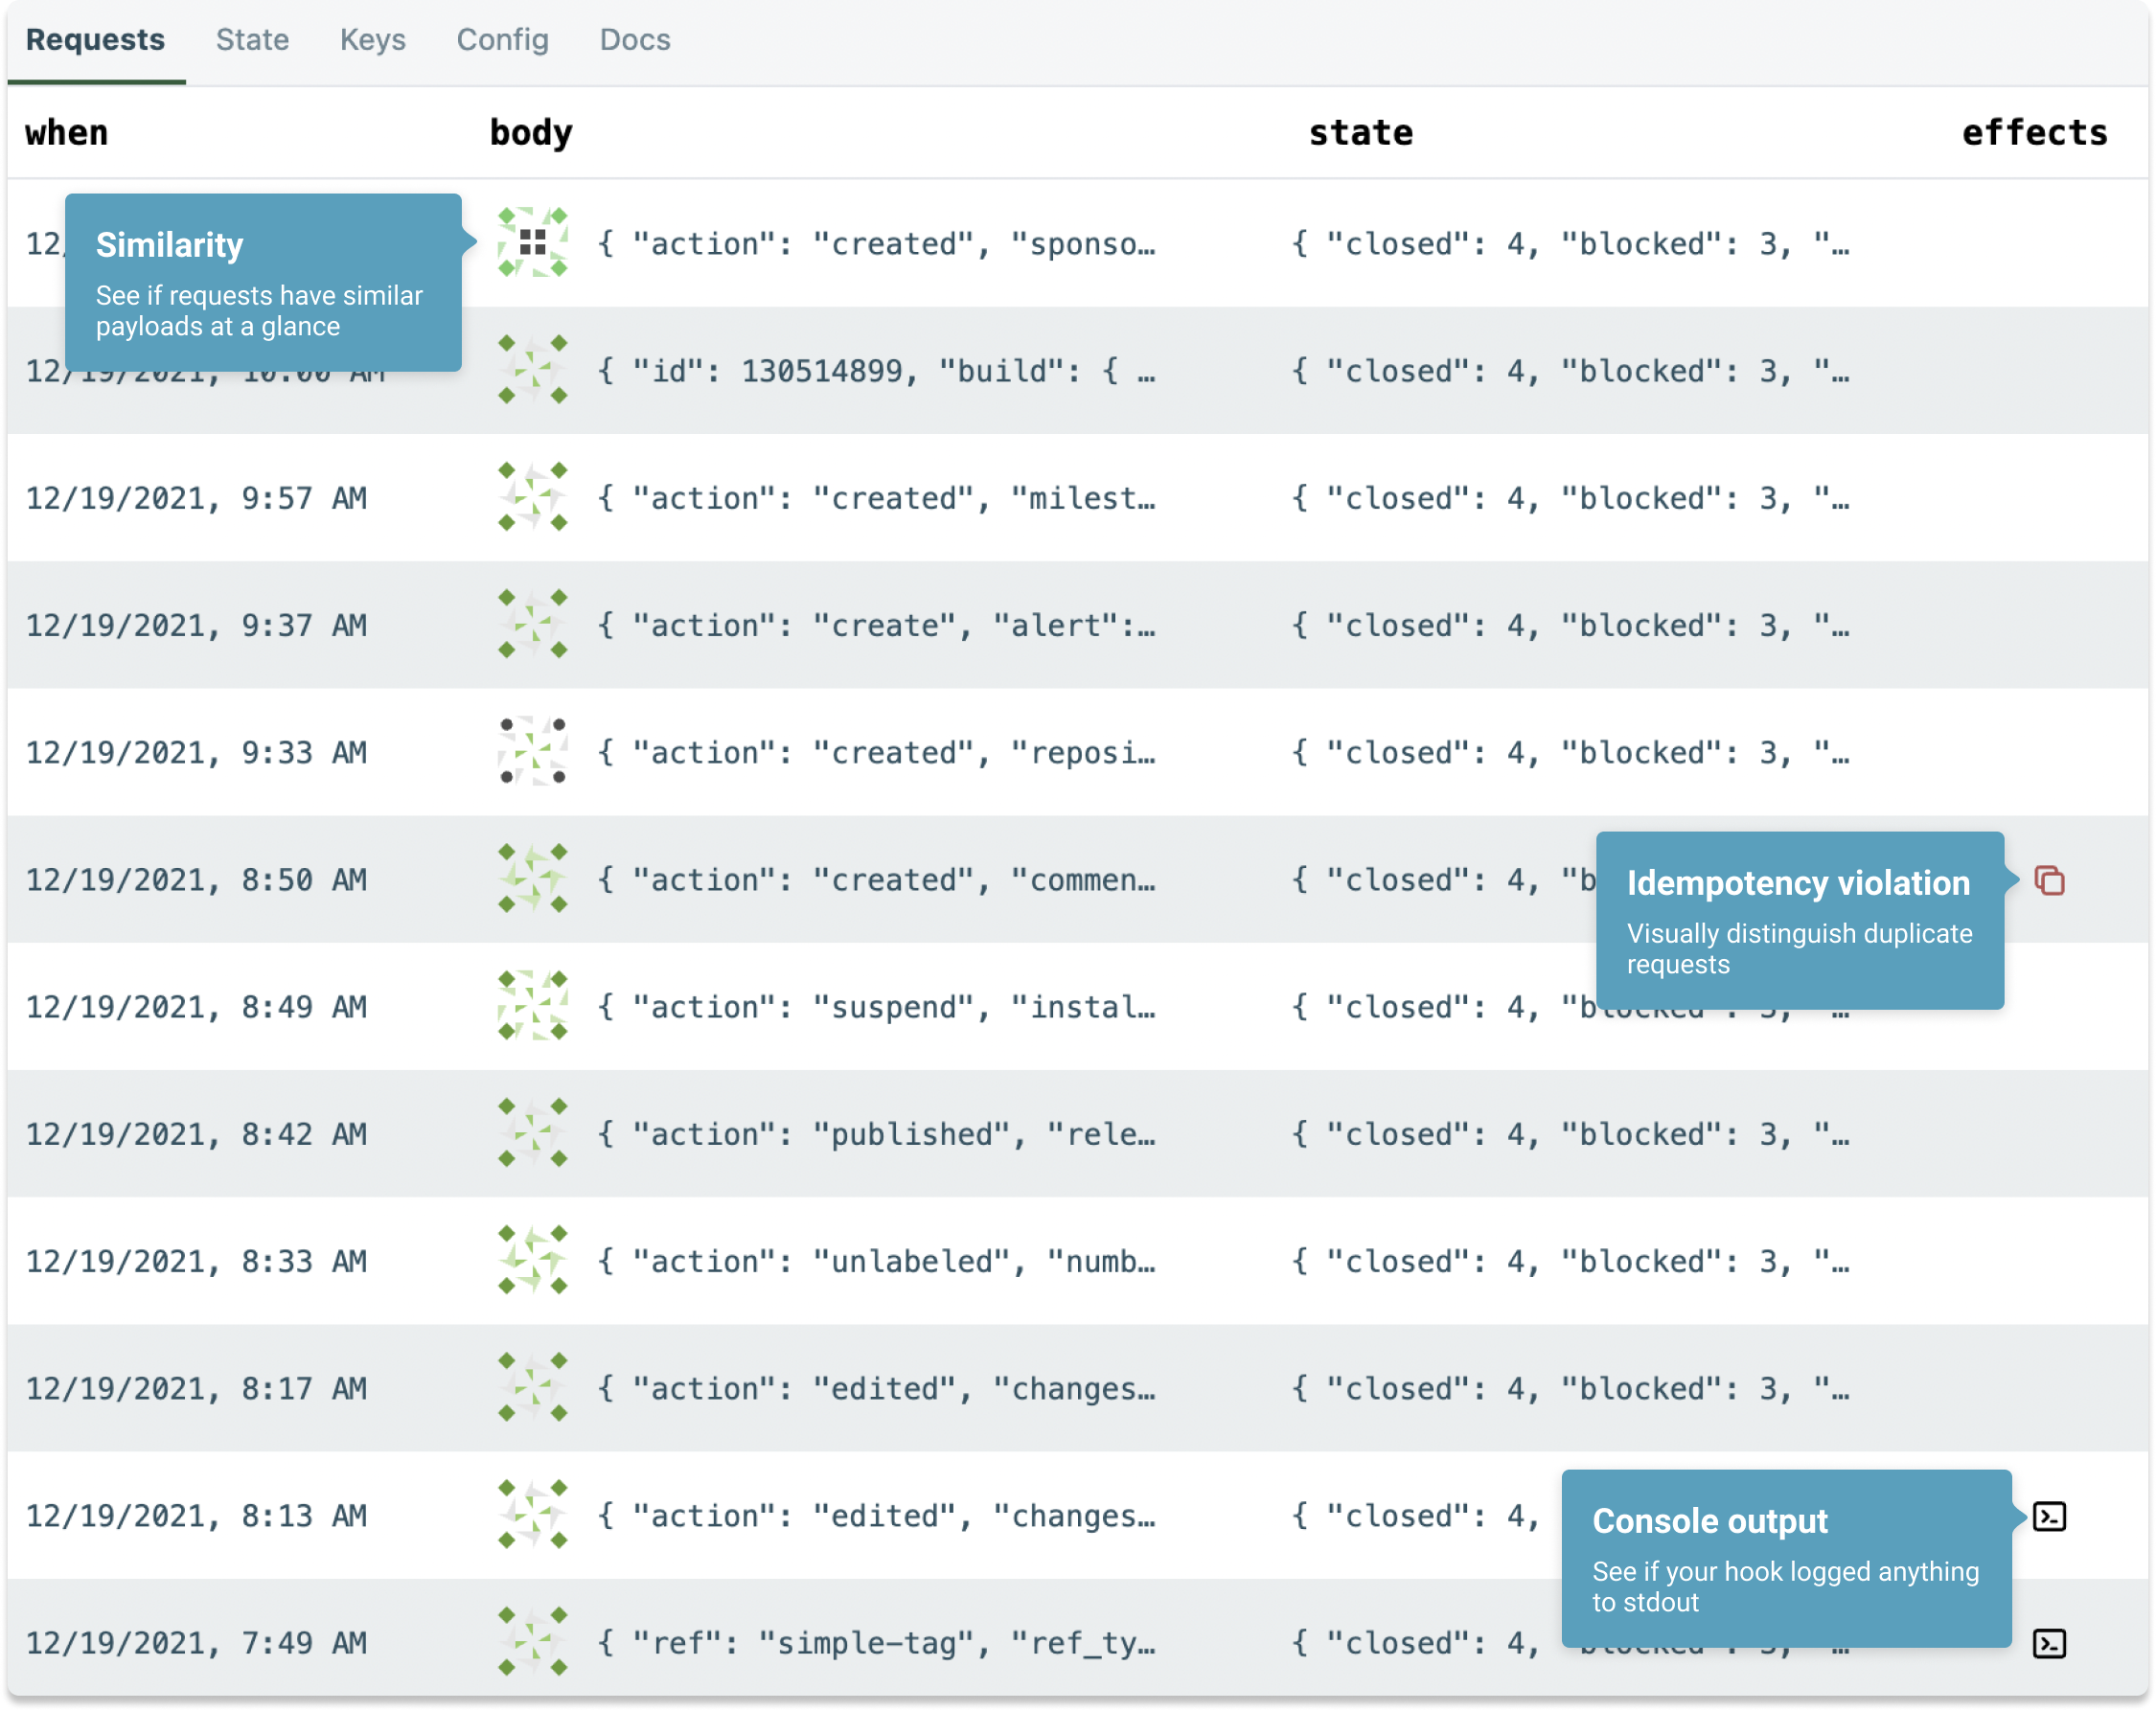 Requests State Keys Config Docs
when body state effects
12/ { "action": "created", "sponso… { "closed": 4, "blocked": 3, "…
Similarity
See if requests have similar
payloads at a glance
12/19/2021, 10:00 AM { "id": 130514899, "build": { … { "closed": 4, "blocked": 3, "…
12/19/2021, 9:57 AM { "action": "created", "milest… { "closed": 4, "blocked": 3, "…
12/19/2021, 9:37 AM { "action": "create", "alert":… { "closed": 4, "blocked": 3, "…
12/19/2021, 9:33 AM { "action": "created", "reposi… { "closed": 4, "blocked": 3, "…
12/19/2021, 8:50 AM { "action": "created", "commen… { "closed": 4, "b
Idempotency violation
Visually distinguish duplicate
requests
12/19/2021, 8:49 AM { "action": "suspend", "instal… { "closed": 4, "blocked": 3, "…
12/19/2021, 8:42 AM { "action": "published", "rele… { "closed": 4, "blocked": 3, "…
12/19/2021, 8:33 AM { "action": "unlabeled", "numb… { "closed": 4, "blocked": 3, "…
12/19/2021, 8:17 AM { "action": "edited", "changes… { "closed": 4, "blocked": 3, "…
12/19/2021, 8:13 AM { "action": "edited", "changes… { "closed": 4,
Console output
See if your hook logged anything
to stdout
12/19/2021, 7:49 AM { "ref": "simple-tag", "ref_ty… { "closed": 4, "blocked": 3, "…